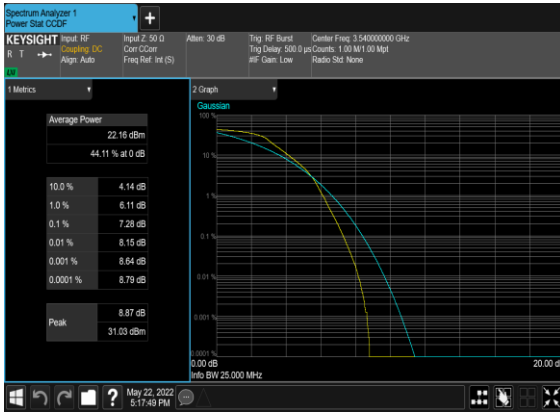 Spectrum Analyzer 1
Power Stat CCDF
+
KEYSIGHT
R T
LV
Input: RF
Coupling: DC
Align: Auto
Input Z: 50 Ω
Corr CCorr
Freq Ref: Int (S)
Atten: 30 dB
Trig: RF Burst
Trig Delay: 500.0 µs
#IF Gain: Low
Center Freq: 3.540000000 GHz
Counts: 1.00 M/1.00 Mpt
Radio Std: None
1 Metrics
Average Power
22.16 dBm
44.11 % at 0 dB
10.0 % 4.14 dB
1.0 % 6.11 dB
0.1 % 7.28 dB
0.01 % 8.15 dB
0.001 % 8.64 dB
0.0001 % 8.79 dB
Peak
8.87 dB
31.03 dBm
2 Graph
Gaussian
100 %
10 %
1 %
0.1 %
0.01 %
0.001 %
0.0001 %
0.00 dB
20.00 d
Info BW 25.000 MHz
?
May 22, 2022
5:17:49 PM